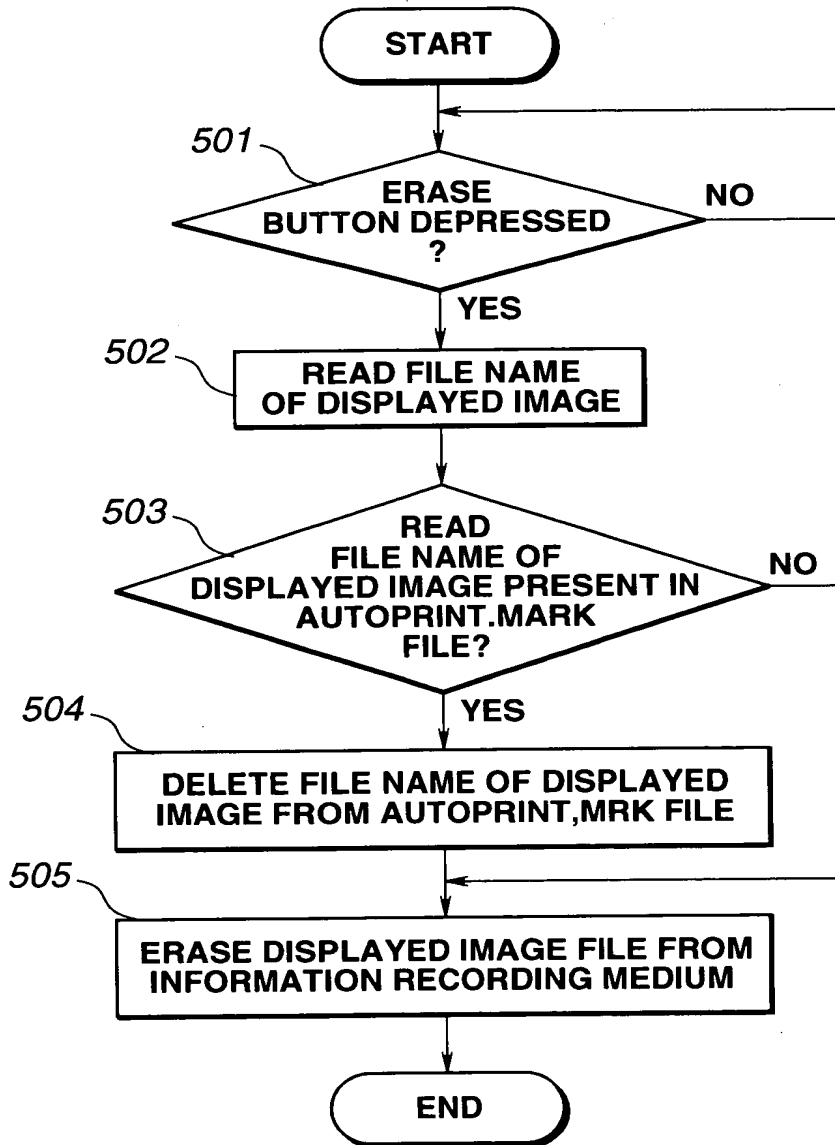 START
501
ERASE
BUTTON DEPRESSED
?
NO
YES
502
READ FILE NAME
OF DISPLAYED IMAGE
503
READ
FILE NAME OF
DISPLAYED IMAGE PRESENT IN
AUTOPRINT.MARK
FILE?
NO
YES
504
DELETE FILE NAME OF DISPLAYED
IMAGE FROM AUTOPRINT,MRK FILE
505
ERASE DISPLAYED IMAGE FILE FROM
INFORMATION RECORDING MEDIUM
END